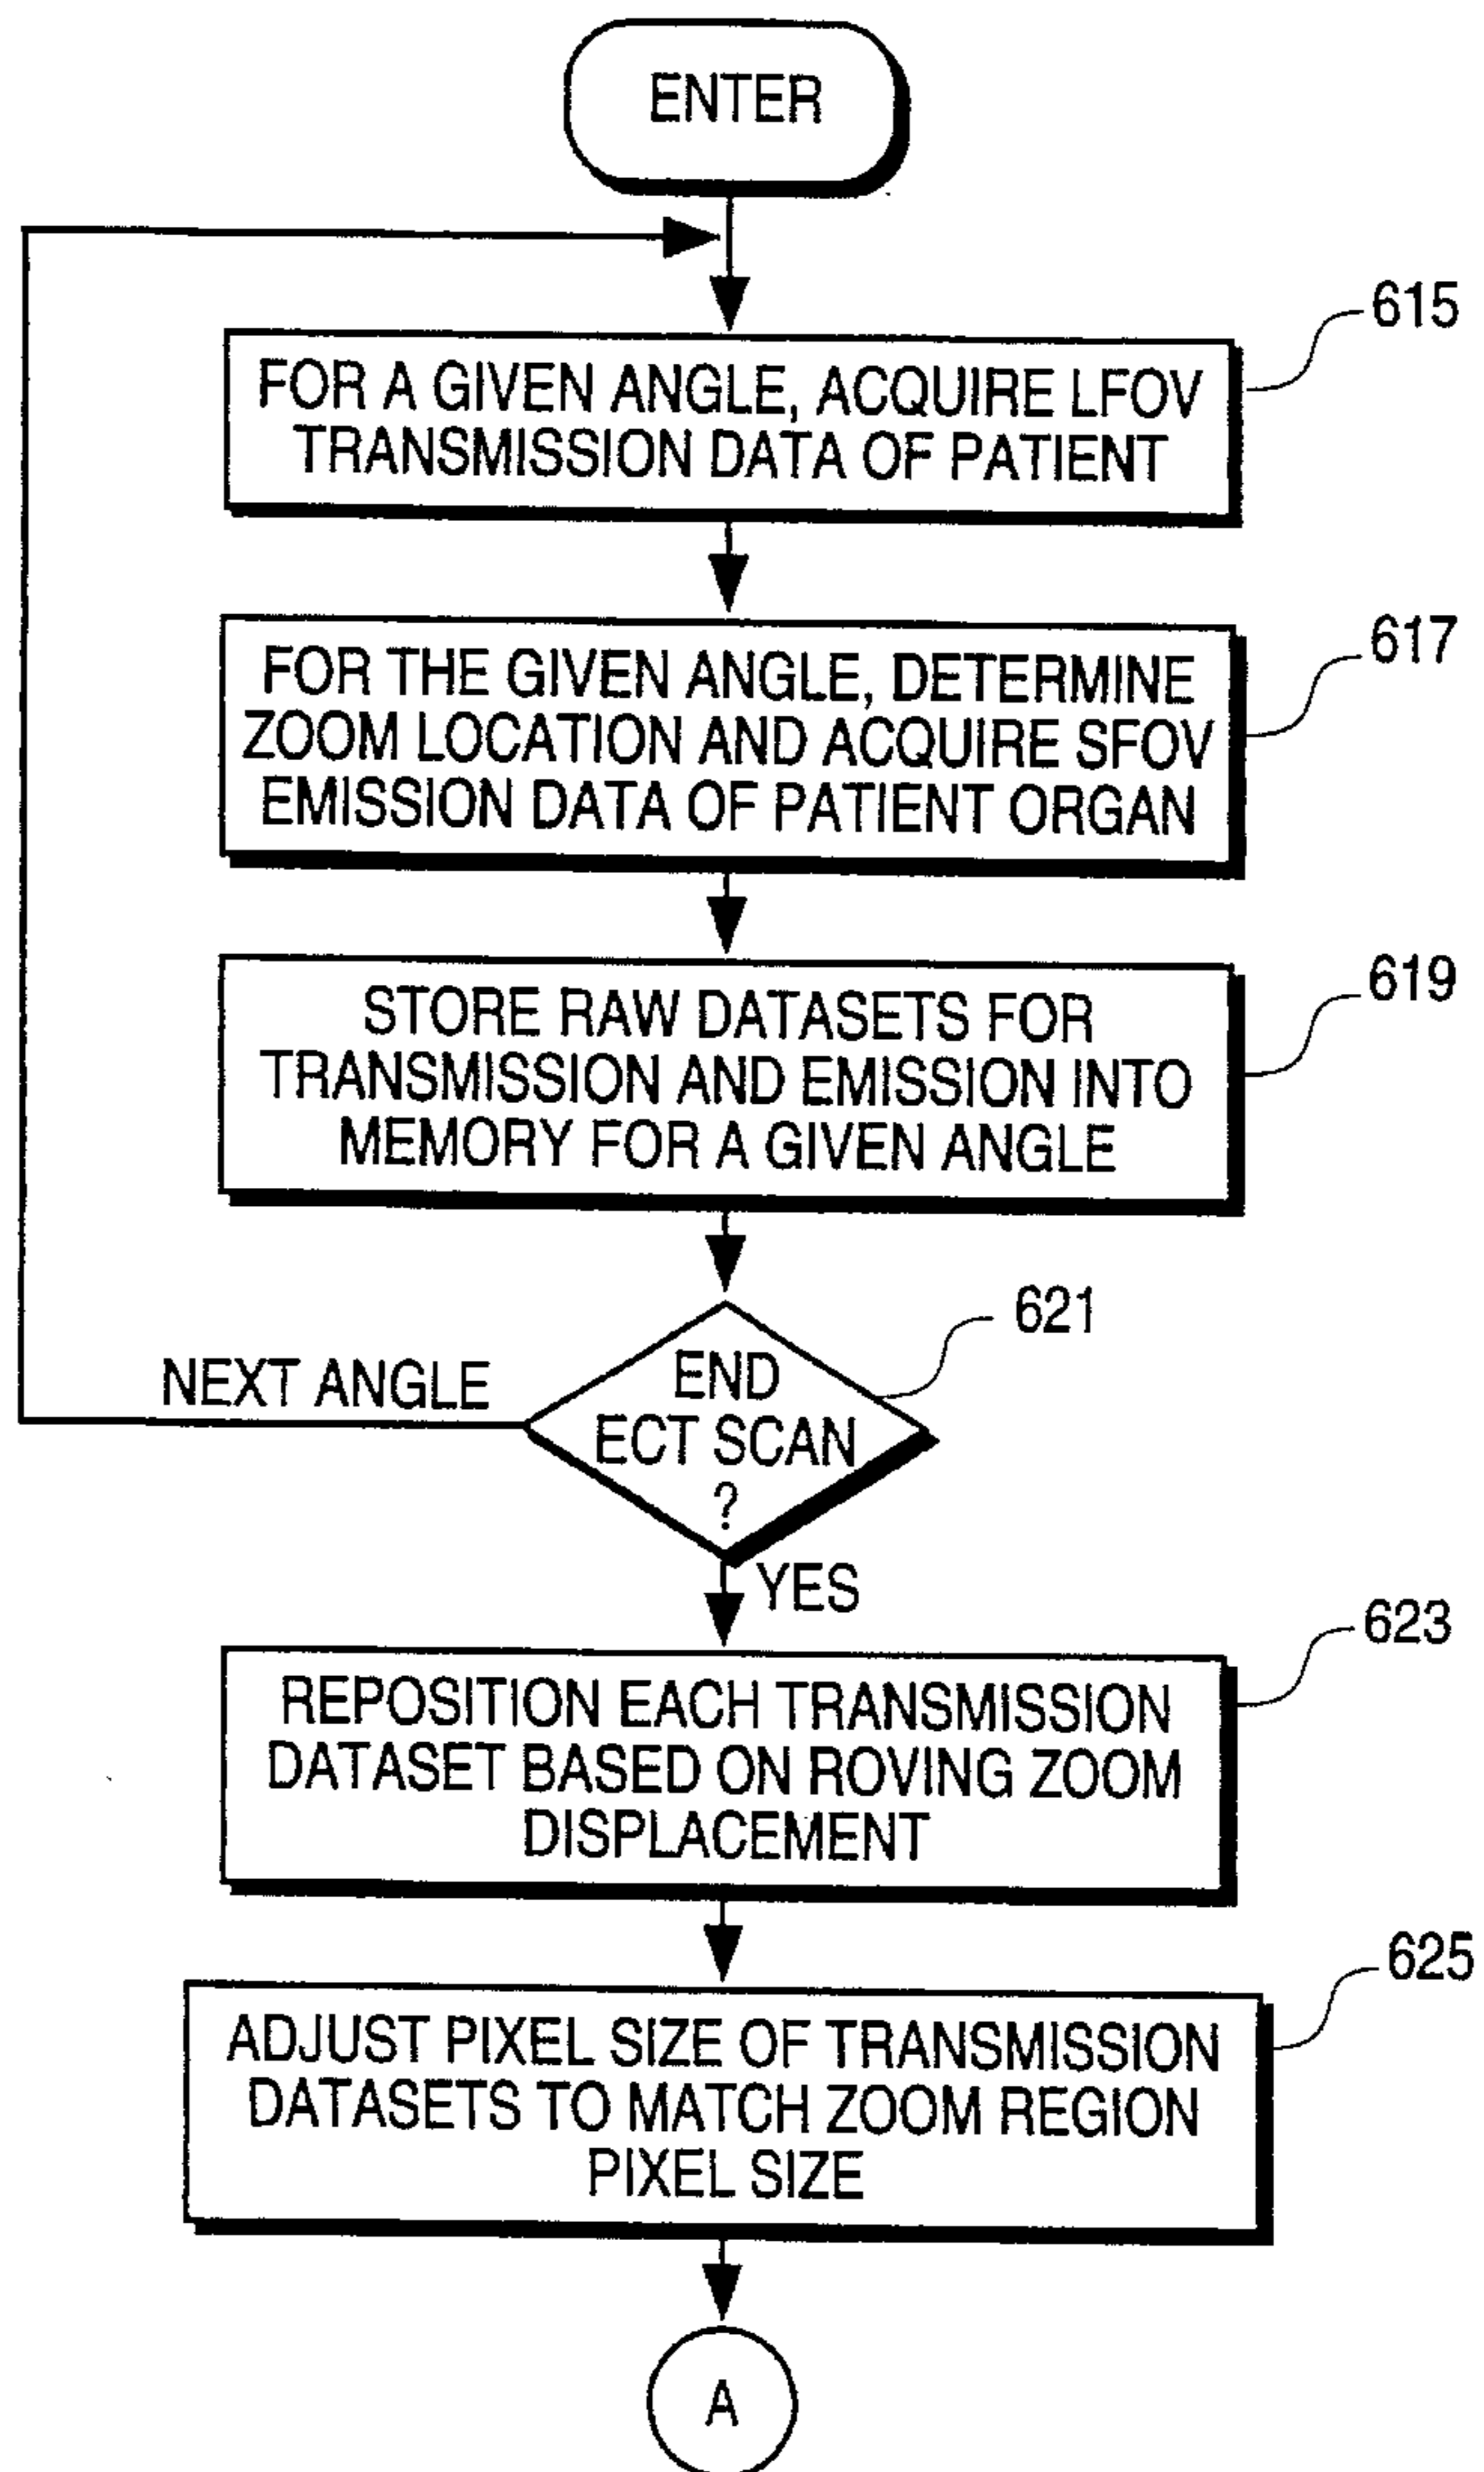 ENTER
615
FOR A GIVEN ANGLE, ACQUIRE LFOV
TRANSMISSION DATA OF PATIENT
617
FOR THE GIVEN ANGLE, DETERMINE
ZOOM LOCATION AND ACQUIRE SFOV
EMISSION DATA OF PATIENT ORGAN
619
STORE RAW DATASETS FOR
TRANSMISSION AND EMISSION INTO
MEMORY FOR A GIVEN ANGLE
621
NEXT ANGLE
END
ECT SCAN
?
YES
623
REPOSITION EACH TRANSMISSION
DATASET BASED ON ROVING ZOOM
DISPLACEMENT
625
ADJUST PIXEL SIZE OF TRANSMISSION
DATASETS TO MATCH ZOOM REGION
PIXEL SIZE
A